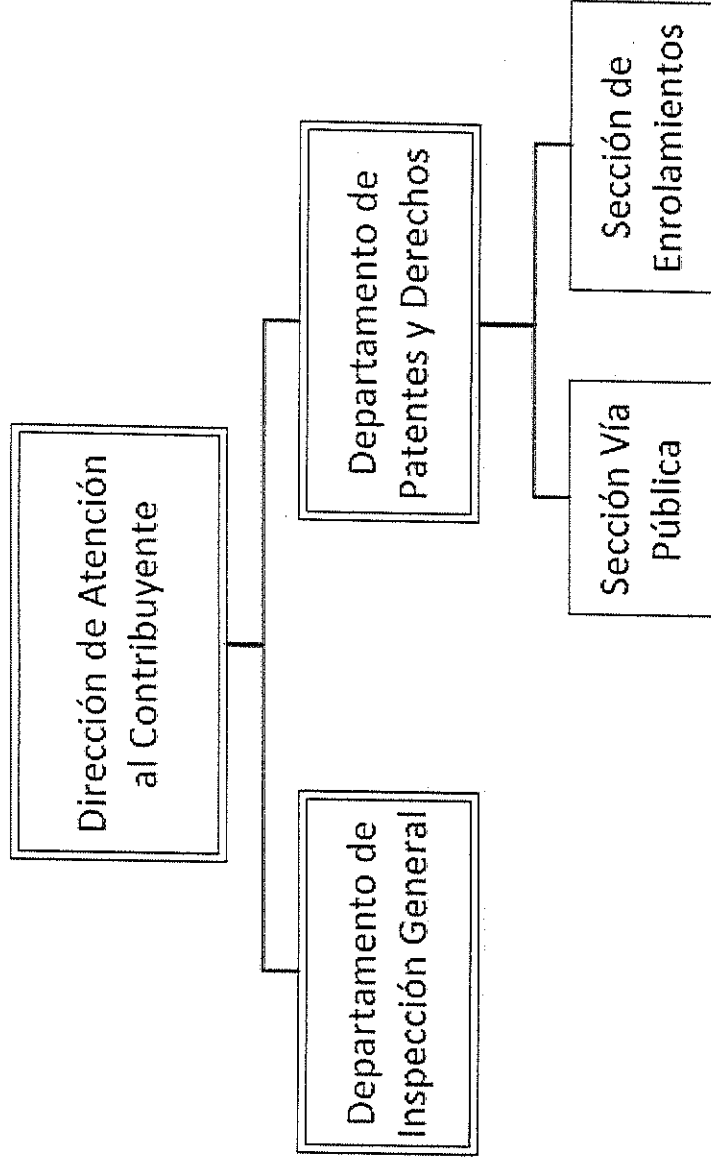 Dirección de Atención
al Contribuyente
Departamento de
Inspección General
Departamento de
Patentes y Derechos
Sección Vía
Pública
Sección de
Enrolamientos